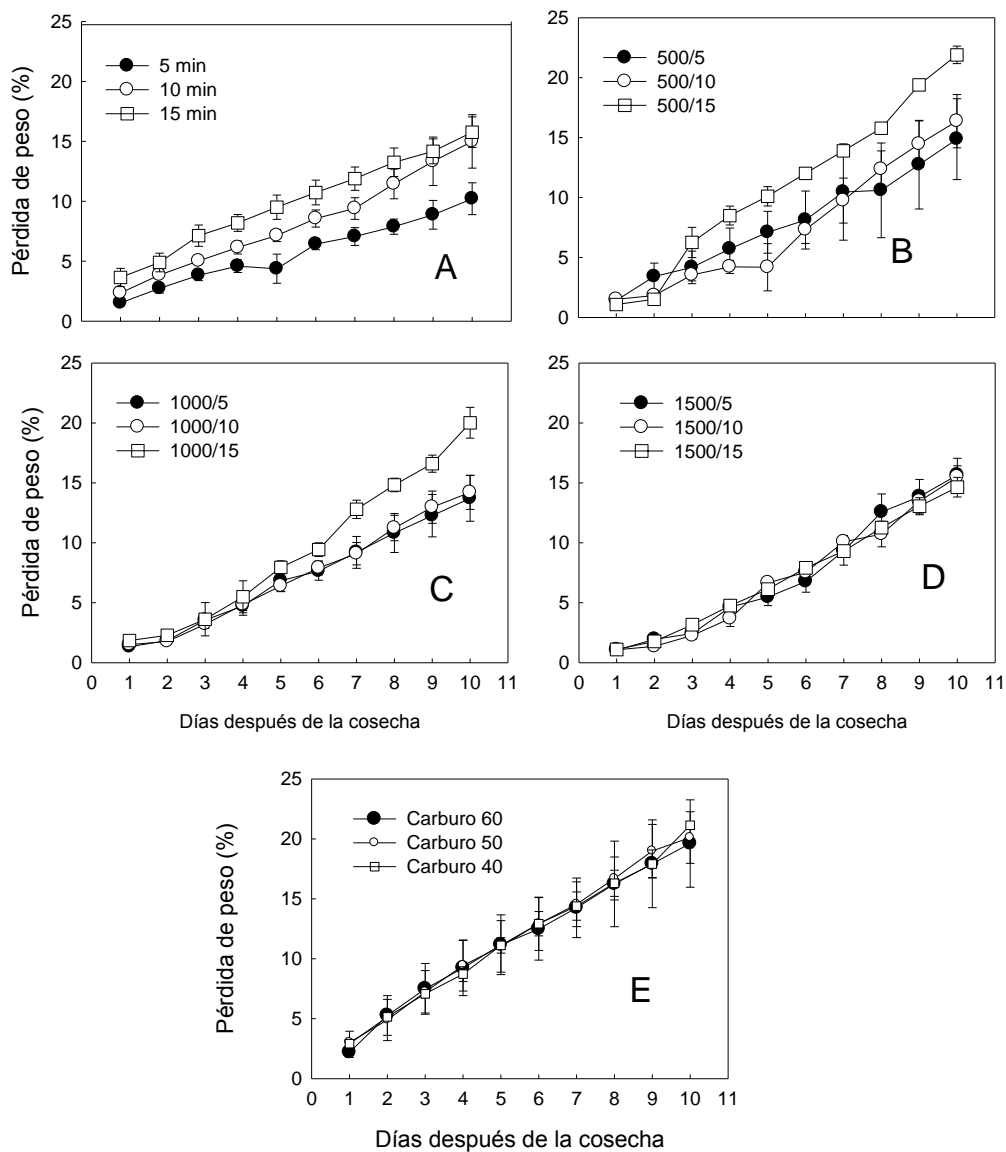 Pérdida de peso (%)
25
20
15
10
5
0
5 min
10 min
15 min
A
25
20
15
10
5
0
500/5
500/10
500/15
B
Pérdida de peso (%)
25
20
15
10
5
0
1000/5
1000/10
1000/15
C
0 1 2 3 4 5 6 7 8 9 10 11
Días después de la cosecha
25
20
15
10
5
0
1500/5
1500/10
1500/15
D
0 1 2 3 4 5 6 7 8 9 10 11
Días después de la cosecha
Pérdida de peso (%)
25
20
15
10
5
0
Carburo 60
Carburo 50
Carburo 40
E
0 1 2 3 4 5 6 7 8 9 10 11
Días después de la cosecha